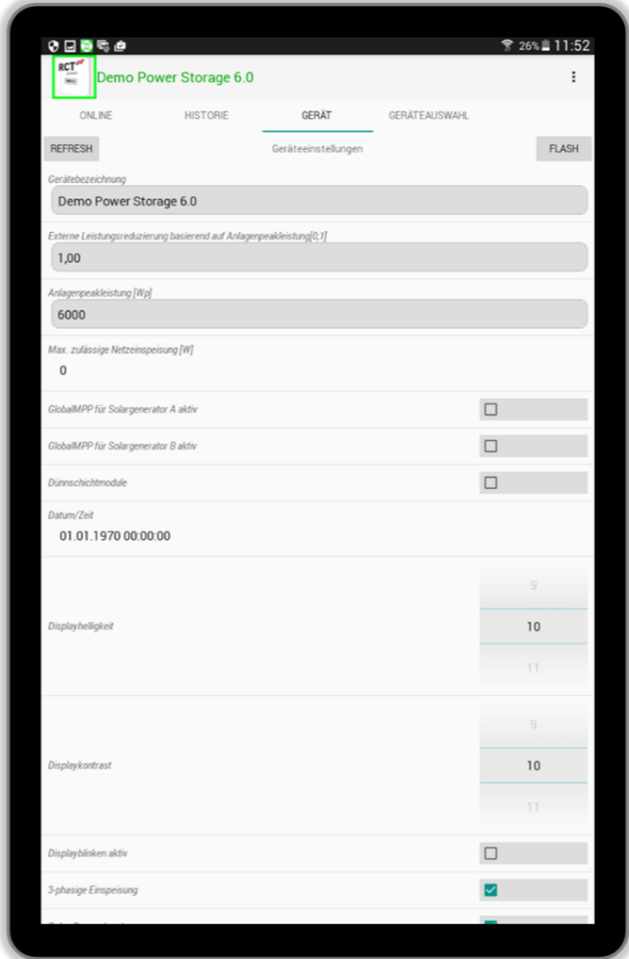 26% 11:52
RCT
Demo Power Storage 6.0
ONLINE HISTORIE GERÄT GERÄTEAUSWAHL
REFRESH Geräteeinstellungen FLASH
Gerätebezeichnung
Demo Power Storage 6.0
Externe Leistungsreduzierung basierend auf Anlagenpeakleistung[0;1]
1,00
Anlagenpeakleistung [Wp]
6000
Max. zulässige Netzeinspeisung [W]
0
GlobalMPP für Solargenerator A aktiv
GlobalMPP für Solargenerator B aktiv
Dünnschichtmodule
Datum/Zeit
01.01.1970 00:00:00
9
Displayhelligkeit 10
11
9
Displaykontrast 10
11
Displayblinken aktiv
3-phasige Einspeisung